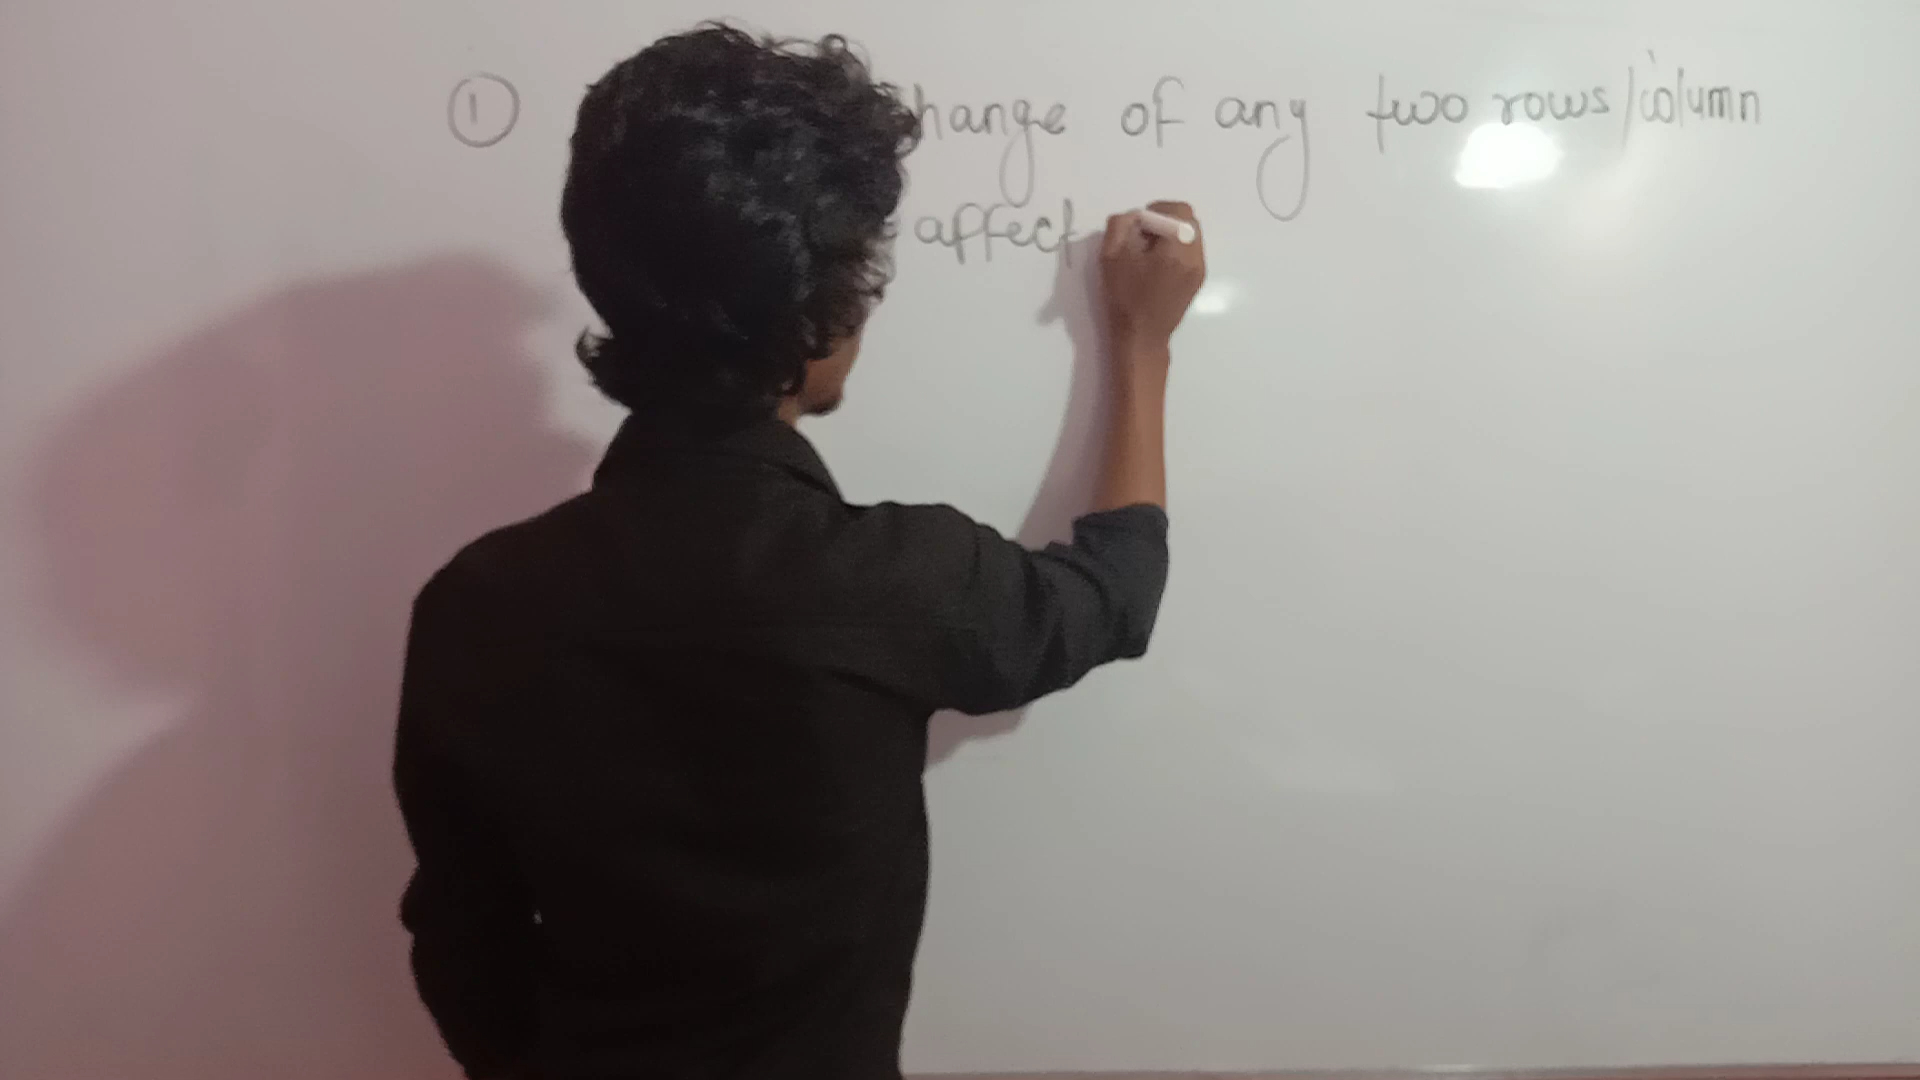 ① hange of any two rows/column
affect